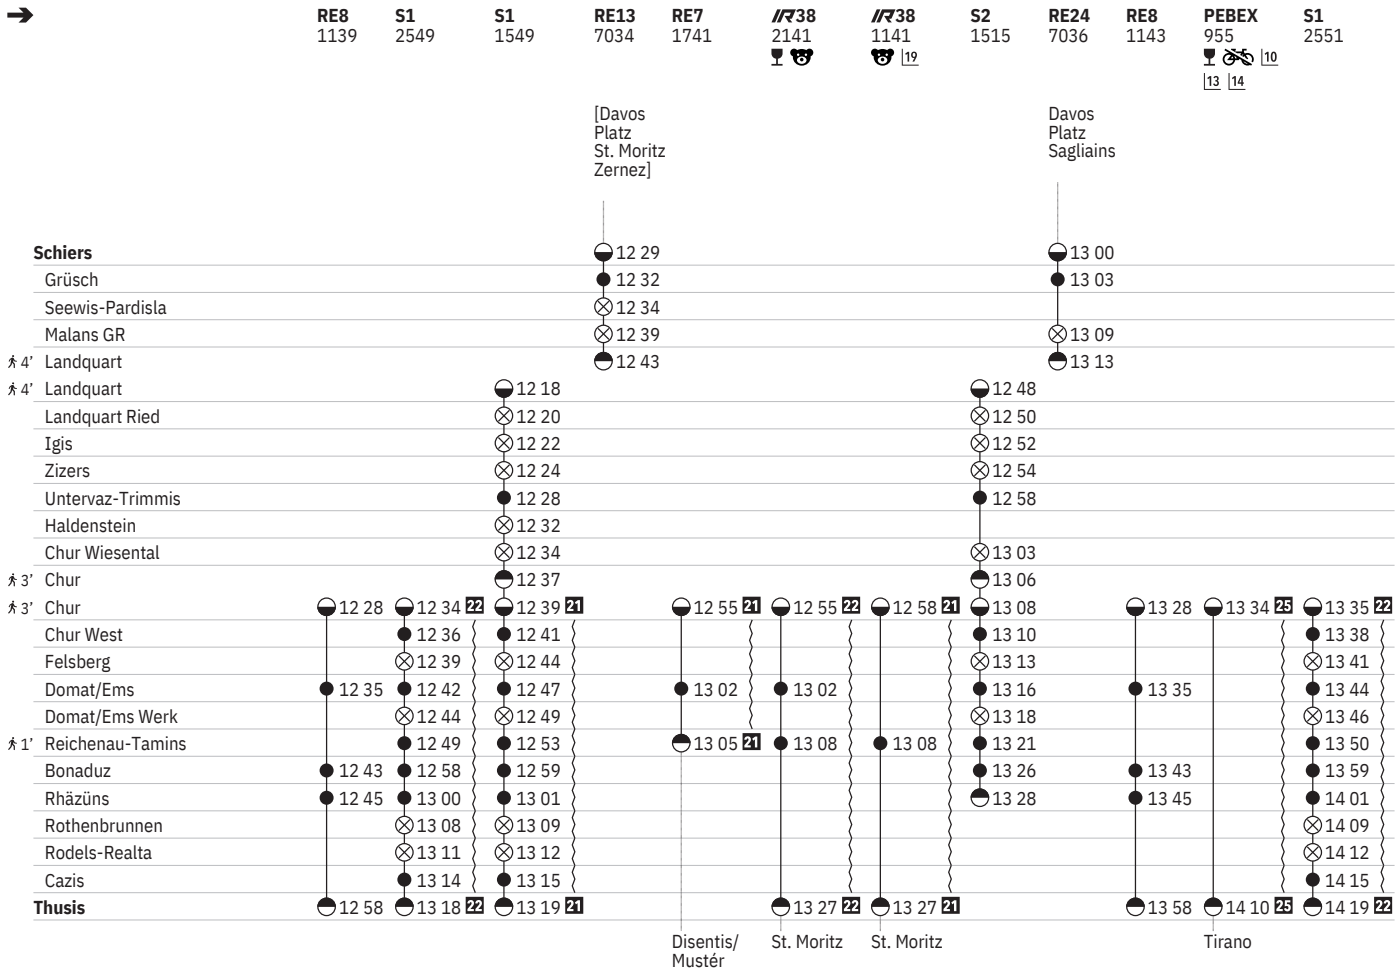 RE8 S1 S1 RE13 RE7 IR38 IR38 S2 RE24 RE8 PEBEX S1
1139 2549 1549 7034 1741 2141 1141 1515 7036 1143 955 2551
19 10
13 14
[Davos Davos
Platz Platz
St. Moritz Sagliains
Zernez]
Schiers 12 29 13 00
Grüsch 12 32 13 03
Seewis-Pardisla 12 34
Malans GR 12 39 13 09
4' Landquart 12 43 13 13
4' Landquart 12 18 12 48
Landquart Ried 12 20 12 50
Igis 12 22 12 52
Zizers 12 24 12 54
Untervaz-Trimmis 12 28 12 58
Haldenstein 12 32
Chur Wiesental 12 34 13 03
3' Chur 12 37 13 06
3' Chur 12 28 12 34 22 12 39 21 12 55 21 12 55 22 12 58 21 13 08 13 28 13 34 25 13 35 22
Chur West 12 36 12 41 13 10 13 38
Felsberg 12 39 12 44 13 13 13 41
Domat/Ems 12 35 12 42 12 47 13 02 13 02 13 16 13 35 13 44
Domat/Ems Werk 12 44 12 49 13 18 13 46
1' Reichenau-Tamins 12 49 12 53 13 05 21 13 08 13 08 13 21 13 50
Bonaduz 12 43 12 58 12 59 13 26 13 43 13 59
Rhäzüns 12 45 13 00 13 01 13 28 13 45 14 01
Rothenbrunnen 13 08 13 09 14 09
Rodels-Realta 13 11 13 12 14 12
Cazis 13 14 13 15 14 15
Thusis 12 58 13 18 22 13 19 21 13 27 22 13 27 21 13 58 14 10 25 14 19 22
Disentis/ St. Moritz St. Moritz Tirano
Mustér